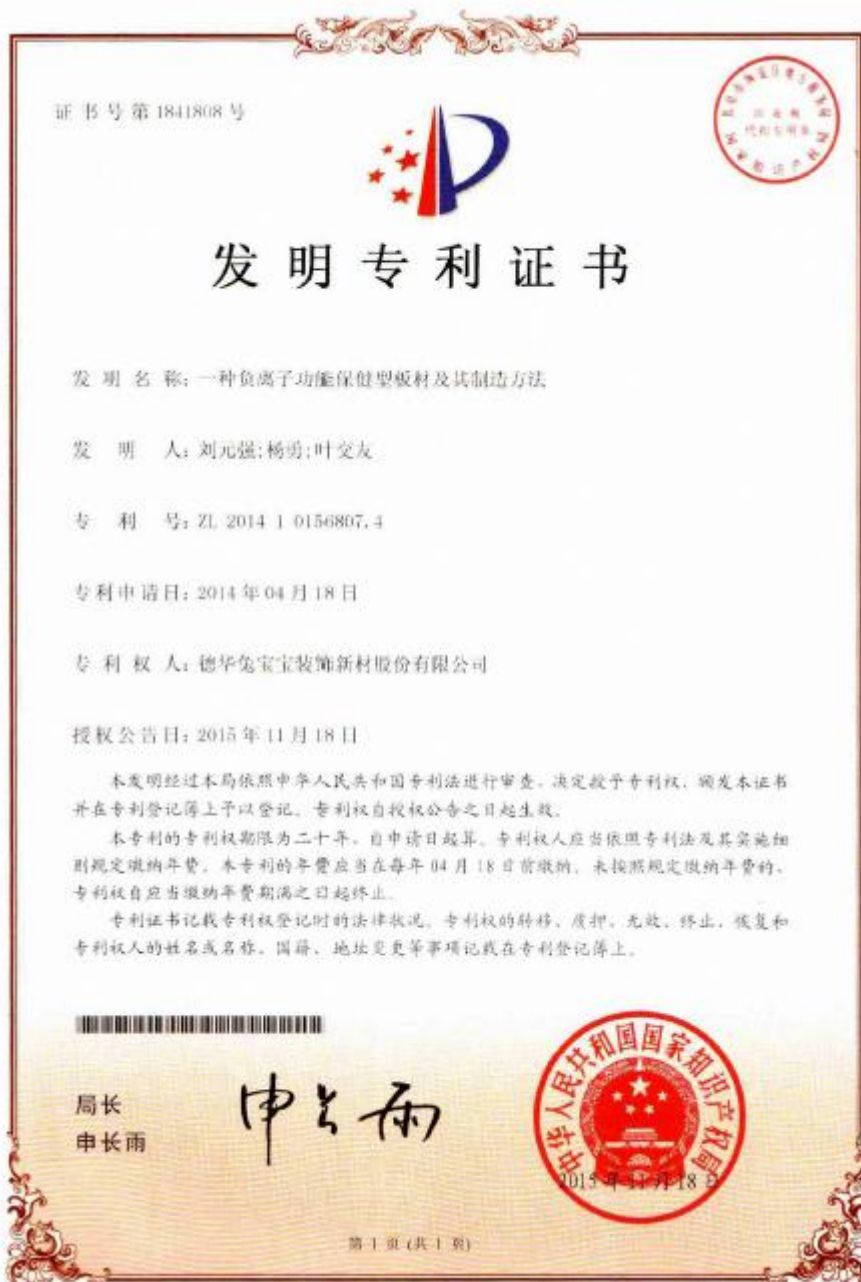 证书号第1841808号
发明专利证书
发明名称：一种负离子功能保健型板材及其制造方法
发明人：刘元强;杨勇;叶交友
专利号：ZL 2014 1 0156807.4
专利申请日：2014年04月18日
专利权人：德华兔宝宝装饰新材股份有限公司
授权公告日：2015年11月18日
本发明经过本局依照中华人民共和国专利法进行审查，决定授予专利权，颁发本证书
并在专利登记簿上予以登记。专利权自授权公告之日起生效。
本专利的专利权期限为二十年，自申请日起算。专利权人应当依照专利法及其实施细
则规定缴纳年费。本专利的年费应当在每年04月18日前缴纳。未按照规定缴纳年费的，
专利权自应当缴纳年费期满之日起终止。
专利证书记载专利权登记时的法律状况。专利权的转移、质押、无效、终止、恢复和
专利权人的姓名或名称、国籍、地址变更等事项记载在专利登记簿上。
局长
申长雨
申长雨
中华人民共和国国家知识产权局
2015年11月18日
第1页(共1页)